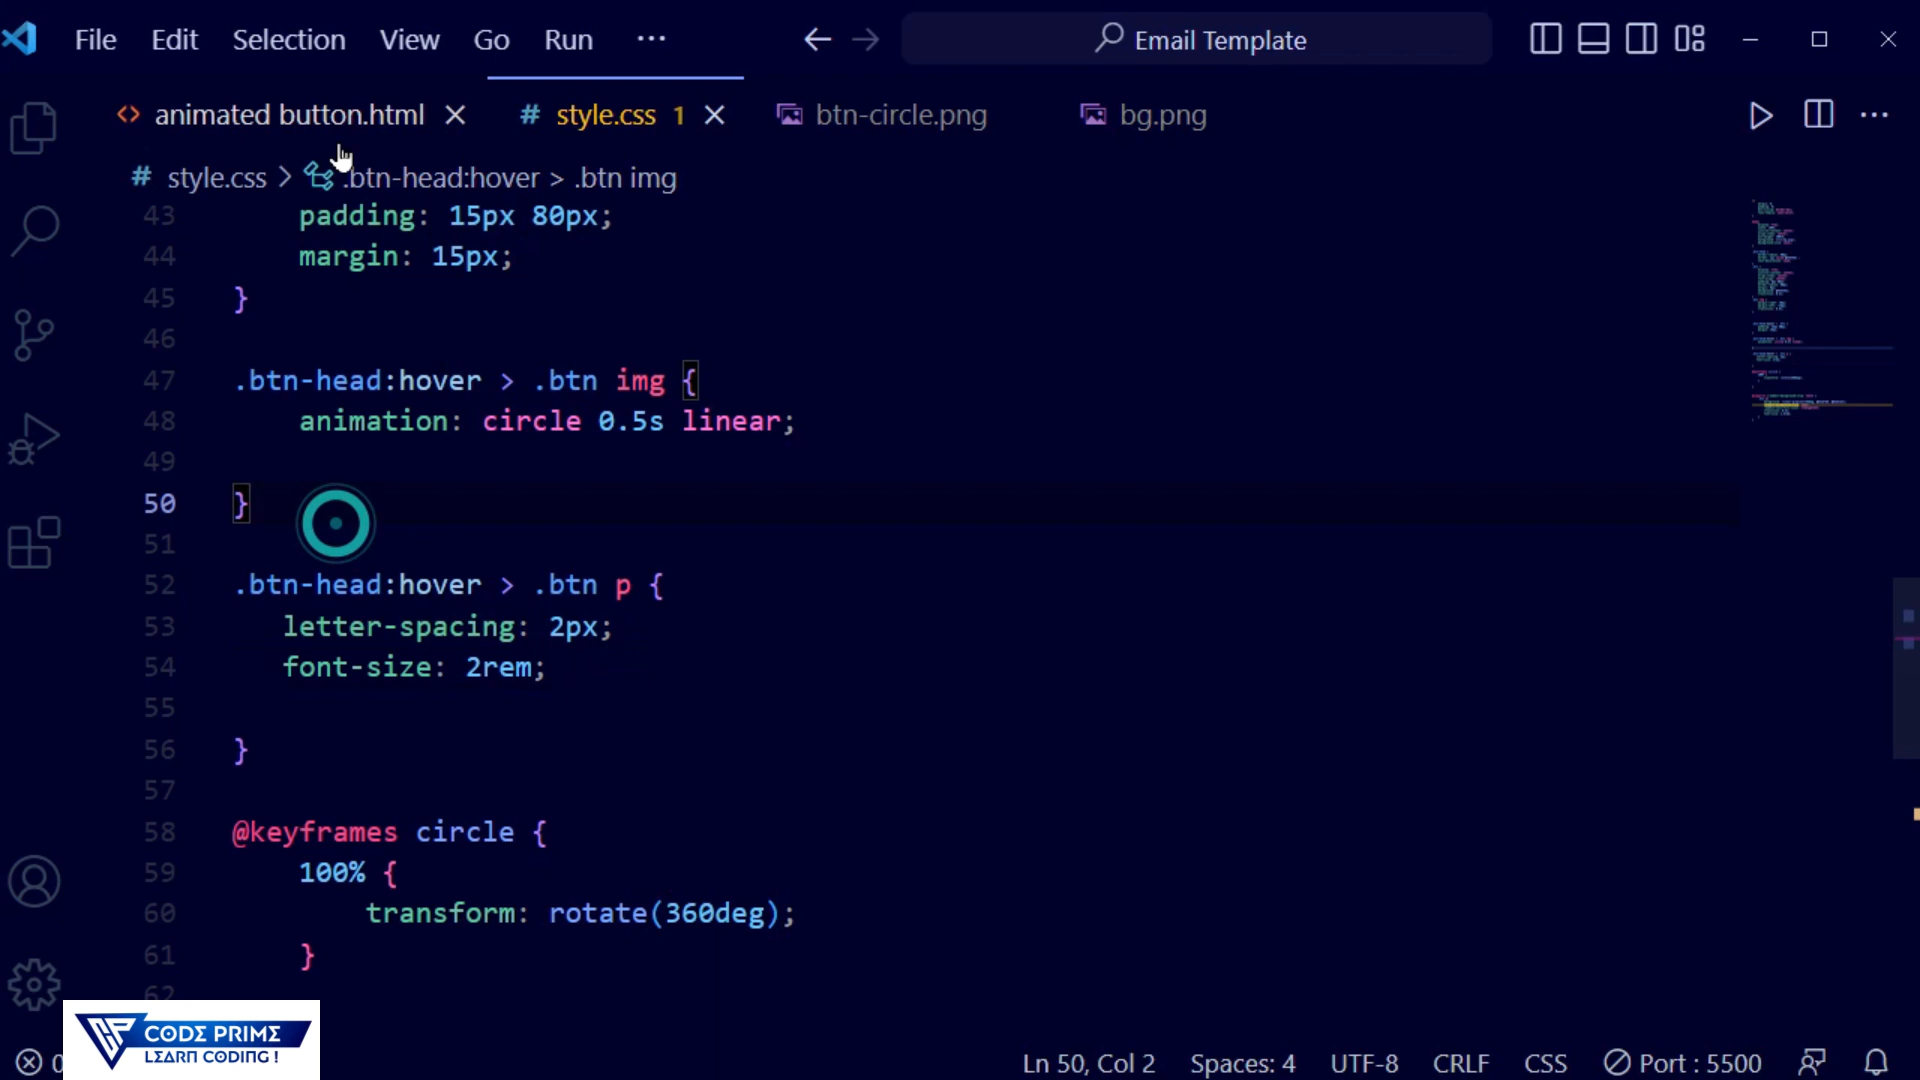 File Edit Selection View Go Run ··· Email Template
animated button.html style.css 1 btn-circle.png bg.png
# style.css > .btn-head:hover > .btn img
43 padding: 15px 80px;
44 margin: 15px;
45 }
46
47 .btn-head:hover > .btn img {
48 animation: circle 0.5s linear;
49
50 }
51
52 .btn-head:hover > .btn p {
53 letter-spacing: 2px;
54 font-size: 2rem;
55
56 }
57
58 @keyframes circle {
59 100% {
60 transform: rotate(360deg);
61 }
62
CODE PRIME
LEARN CODING !
0 Ln 50, Col 2 Spaces: 4 UTF-8 CRLF CSS Port : 5500